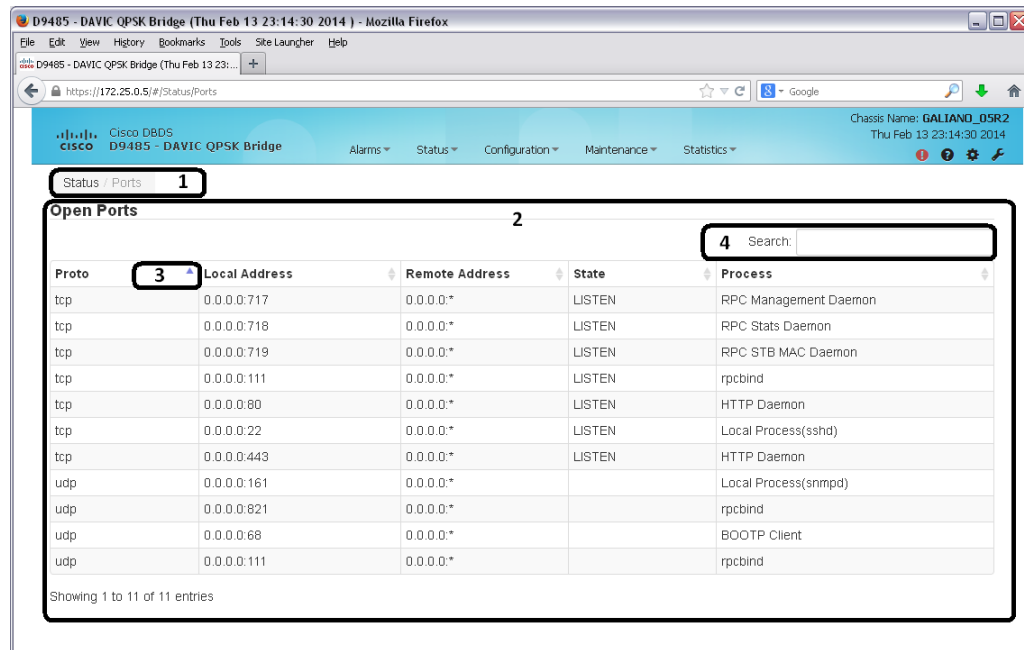 D9485 - DAVIC QPSK Bridge (Thu Feb 13 23:14:30 2014 ) - Mozilla Firefox
File Edit View History Bookmarks Tools Site Launcher Help
D9485 - DAVIC QPSK Bridge (Thu Feb 13 23:... +
https://172.25.0.5/#/Status/Ports 8 Google
Chassis Name: GALIANO_05R2
Thu Feb 13 23:14:30 2014
CISCO Cisco DBDS
D9485 - DAVIC QPSK Bridge
Alarms Status Configuration Maintenance Statistics
Status / Ports 1
Open Ports
2
4 Search:
Proto 3 Local Address Remote Address State Process
tcp 0.0.0.0:717 0.0.0.0:* LISTEN RPC Management Daemon
tcp 0.0.0.0:718 0.0.0.0:* LISTEN RPC Stats Daemon
tcp 0.0.0.0:719 0.0.0.0:* LISTEN RPC STB MAC Daemon
tcp 0.0.0.0:111 0.0.0.0:* LISTEN rpcbind
tcp 0.0.0.0:80 0.0.0.0:* LISTEN HTTP Daemon
tcp 0.0.0.0:22 0.0.0.0:* LISTEN Local Process(sshd)
tcp 0.0.0.0:443 0.0.0.0:* LISTEN HTTP Daemon
udp 0.0.0.0:161 0.0.0.0:* Local Process(snmpd)
udp 0.0.0.0:821 0.0.0.0:* rpcbind
udp 0.0.0.0:68 0.0.0.0:* BOOTP Client
udp 0.0.0.0:111 0.0.0.0:* rpcbind
Showing 1 to 11 of 11 entries